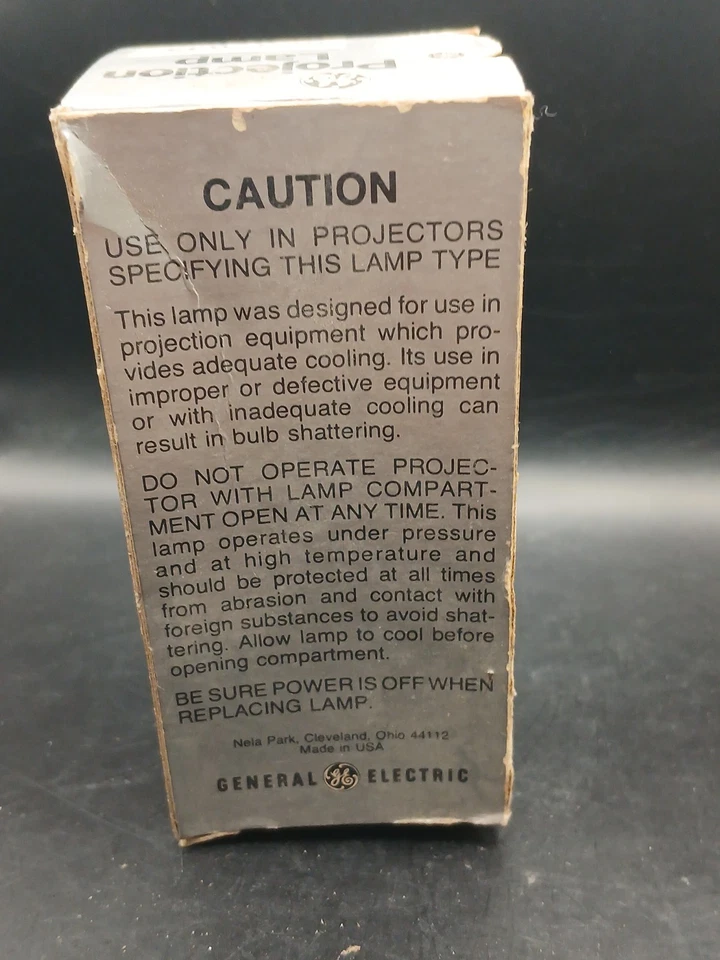 Projection
Lamp
CAUTION
USE ONLY IN PROJECTORS
SPECIFYING THIS LAMP TYPE
This lamp was designed for use in
projection equipment which pro-
vides adequate cooling. Its use in
improper or defective equipment
or with inadequate cooling can
result in bulb shattering.
DO NOT OPERATE PROJEC-
TOR WITH LAMP COMPART-
MENT OPEN AT ANY TIME. This
lamp operates under pressure
and at high temperature and
should be protected at all times
from abrasion and contact with
foreign substances to avoid shat-
tering. Allow lamp to cool before
opening compartment.
BE SURE POWER IS OFF WHEN
REPLACING LAMP.
Nela Park, Cleveland, Ohio 44112
Made in USA
GENERAL GE ELECTRIC